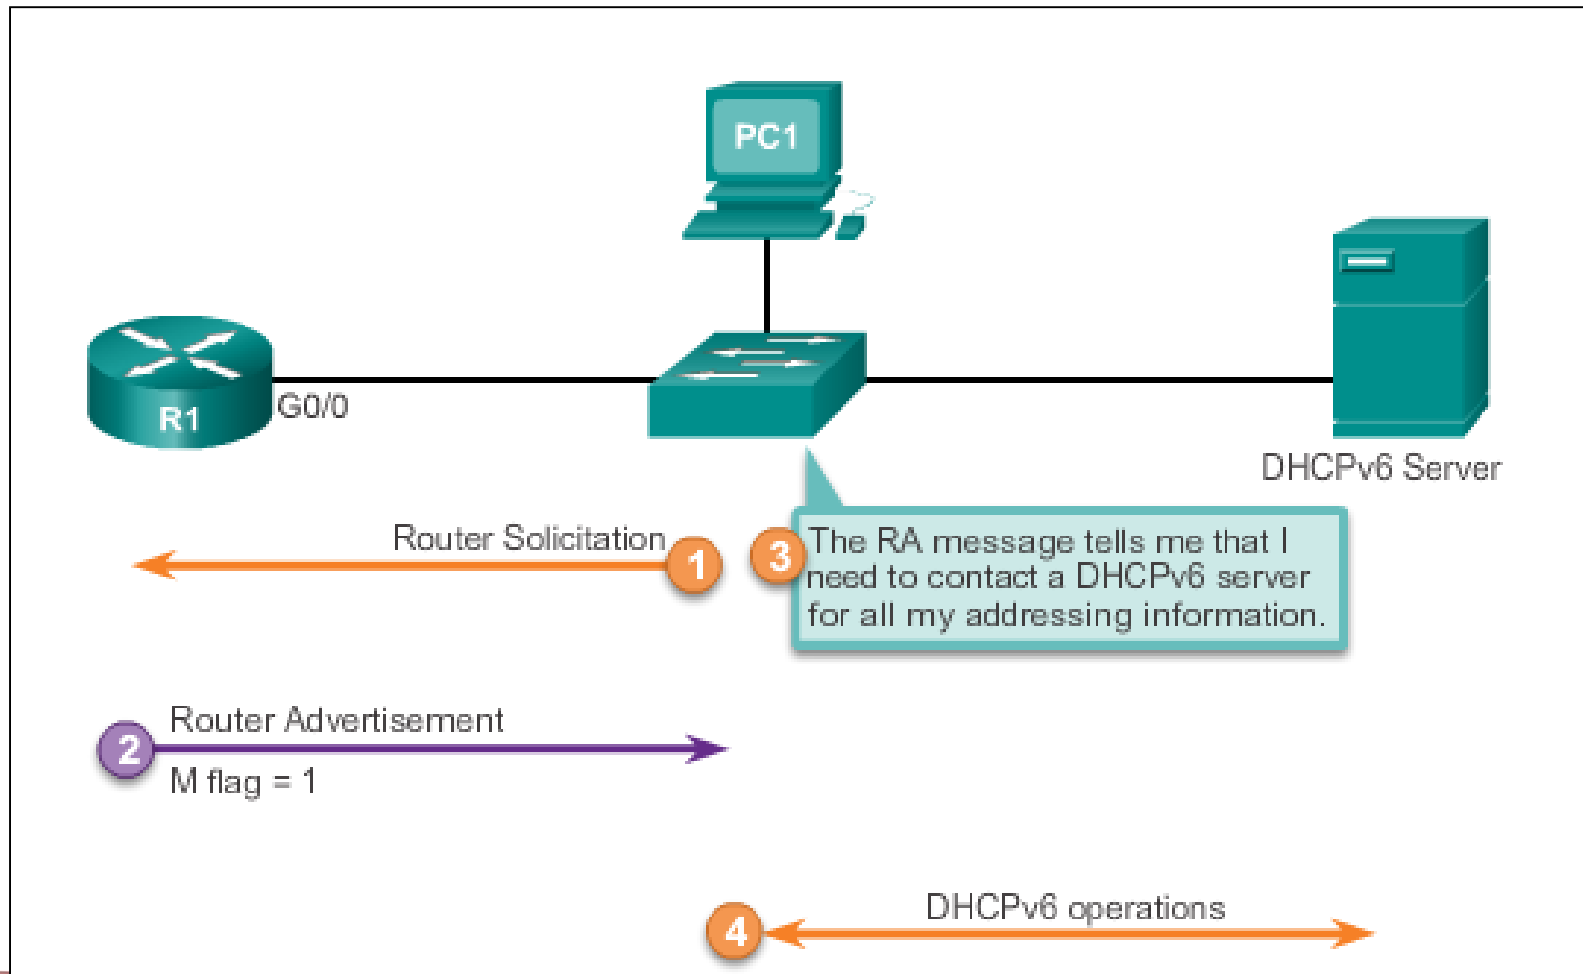 PC1
R1
G0/0
DHCPv6 Server
Router Solicitation
1
3
The RA message tells me that I
need to contact a DHCPv6 server
for all my addressing information.
2
Router Advertisement
M flag = 1
4
DHCPv6 operations